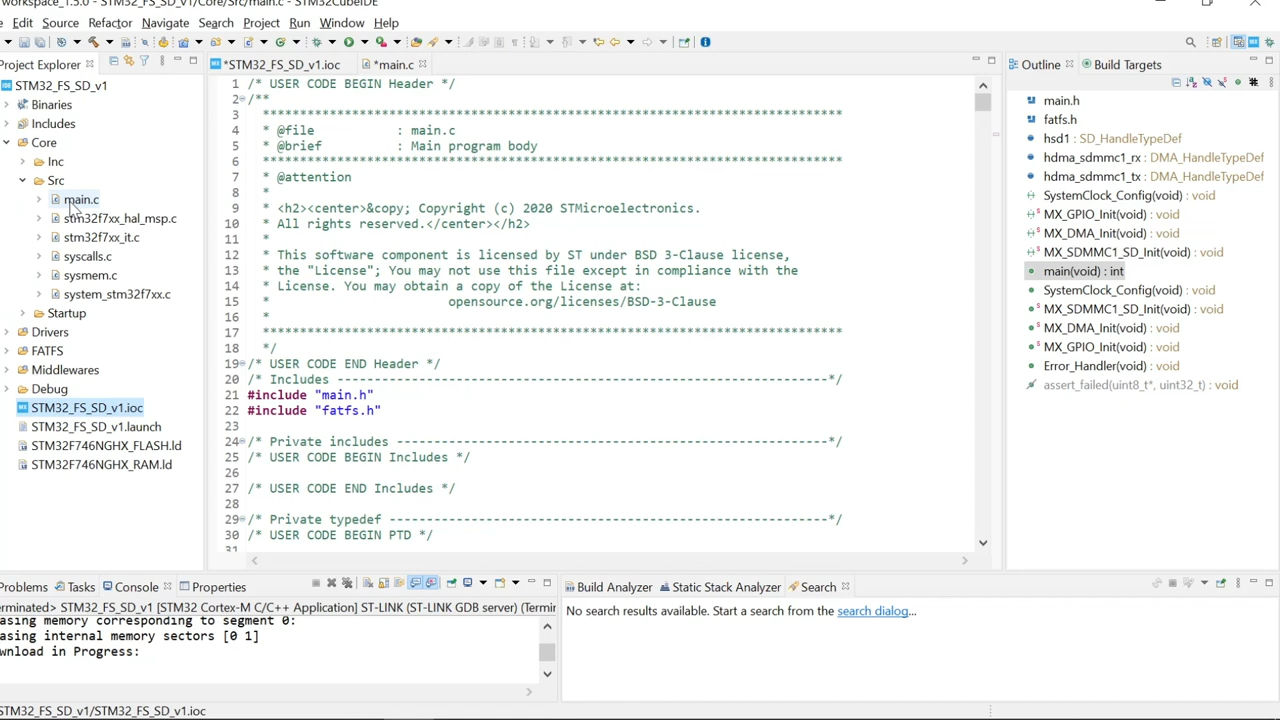 workspace_1.5.0 - STM32_FS_SD_v1/Core/Src/main.c - STM32CubeIDE
Edit Source Refactor Navigate Search Project Run Window Help
Project Explorer
STM32_FS_SD_v1
Binaries
Includes
Core
Inc
Src
main.c
stm32f7xx_hal_msp.c
stm32f7xx_it.c
syscalls.c
sysmem.c
system_stm32f7xx.c
Startup
Drivers
FATFS
Middlewares
Debug
STM32_FS_SD_v1.ioc
STM32_FS_SD_v1.launch
STM32F746NGHX_FLASH.ld
STM32F746NGHX_RAM.ld
*STM32_FS_SD_v1.ioc *main.c
1 /* USER CODE BEGIN Header */
2 /**
3 ******************************************************************************
4 * @file : main.c
5 * @brief : Main program body
6 ******************************************************************************
7 * @attention
8 *
9 * <h2><center>&copy; Copyright (c) 2020 STMicroelectronics.
10 * All rights reserved.</center></h2>
11 *
12 * This software component is licensed by ST under BSD 3-Clause license,
13 * the "License"; You may not use this file except in compliance with the
14 * License. You may obtain a copy of the License at:
15 * opensource.org/licenses/BSD-3-Clause
16 *
17 ******************************************************************************
18 */
19 /* USER CODE END Header */
20 /* Includes ------------------------------------------------------------------*/
21 #include "main.h"
22 #include "fatfs.h"
23
24 /* Private includes ----------------------------------------------------------*/
25 /* USER CODE BEGIN Includes */
26
27 /* USER CODE END Includes */
28
29 /* Private typedef -----------------------------------------------------------*/
30 /* USER CODE BEGIN PTD */
31
Outline Build Targets
main.h
fatfs.h
hsd1 : SD_HandleTypeDef
hdma_sdmmc1_rx : DMA_HandleTypeDef
hdma_sdmmc1_tx : DMA_HandleTypeDef
SystemClock_Config(void) : void
MX_GPIO_Init(void) : void
MX_DMA_Init(void) : void
MX_SDMMC1_SD_Init(void) : void
main(void) : int
SystemClock_Config(void) : void
MX_SDMMC1_SD_Init(void) : void
MX_DMA_Init(void) : void
MX_GPIO_Init(void) : void
Error_Handler(void) : void
assert_failed(uint8_t*, uint32_t) : void
Problems Tasks Console Properties
erminated> STM32_FS_SD_v1 [STM32 Cortex-M C/C++ Application] ST-LINK (ST-LINK GDB server) (Termi
asing memory corresponding to segment 0:
asing internal memory sectors [0 1]
wnload in Progress:
Build Analyzer Static Stack Analyzer Search
No search results available. Start a search from the search dialog...
STM32_FS_SD_v1/STM32_FS_SD_v1.ioc